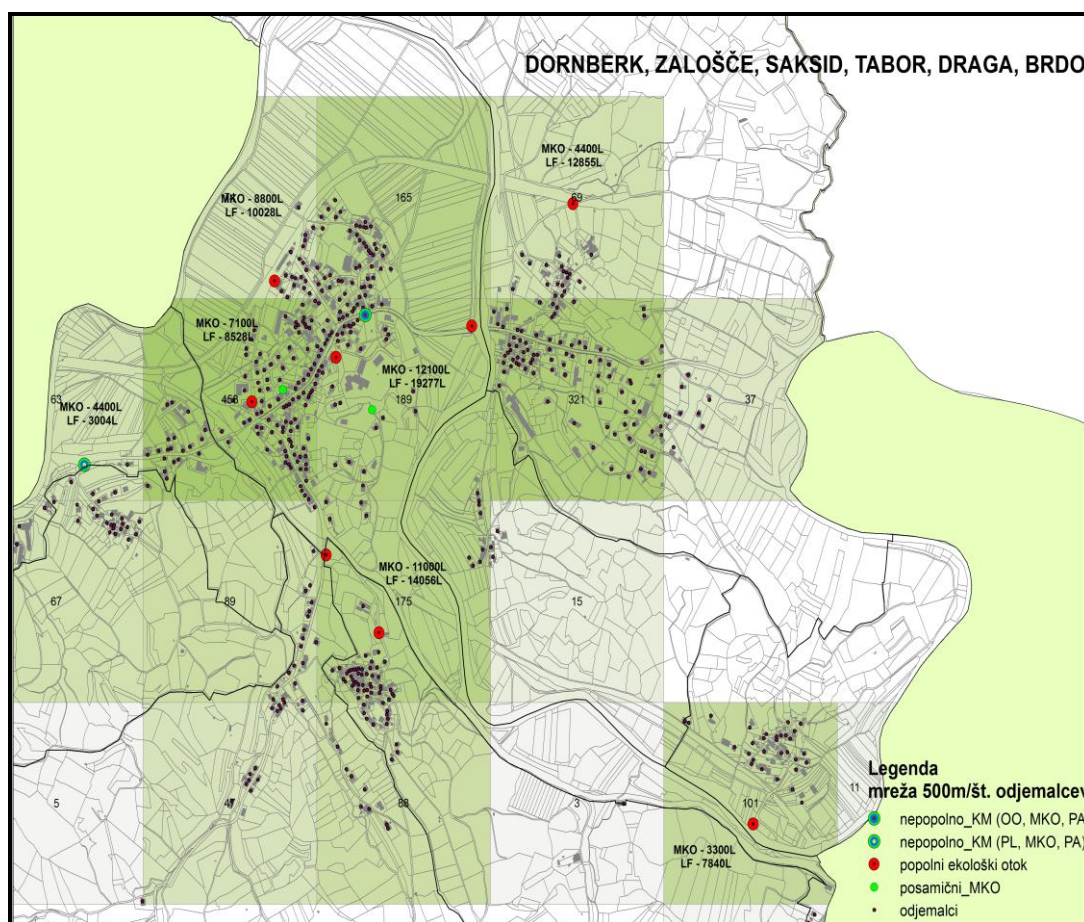 DORNBERK, ZALOŠČE, SAKSID, TABOR, DRAGA, BRDO
MKO - 4400L
LF - 12855L
69
MKO - 8800L
LF - 10028L
165
MKO - 7100L
LF - 8528L
MKO - 12100L
LF - 19277L
63
MKO - 4400L
LF - 3004L
458
189
321
37
MKO - 11000L
LF - 14056L
67
89
175
15
5
47
88
3
101
11
MKO - 3300L
LF - 7840L
Legenda
mreža 500m/št. odjemalcev
nepopolno_KM (OO, MKO, PA
nepopolno_KM (PL, MKO, PA)
popolni ekološki otok
posamični_MKO
odjemalci